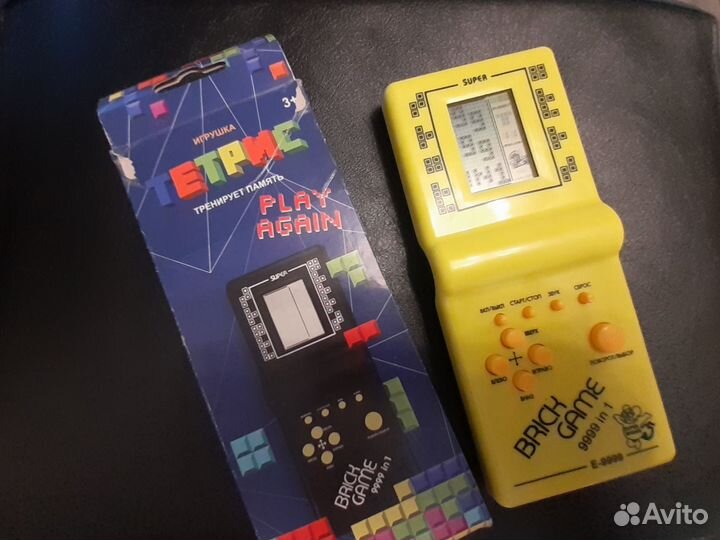 3+
ИГРУШКА
ТЕТРИС
ТРЕНИРУЕТ ПАМЯТЬ
PLAY
AGAIN
SUPER
BRICK
GAME
9999 in 1
SUPER
ВКЛ/ВЫКЛ СТАРТ/СТОП ЗВУК СБРОС
ВВЕРХ
ВЛЕВО ВПРАВО
ВНИЗ
ПОВОРОТ/ВЫБОР
BRICK
GAME
9999 in 1
E-9999
Avito